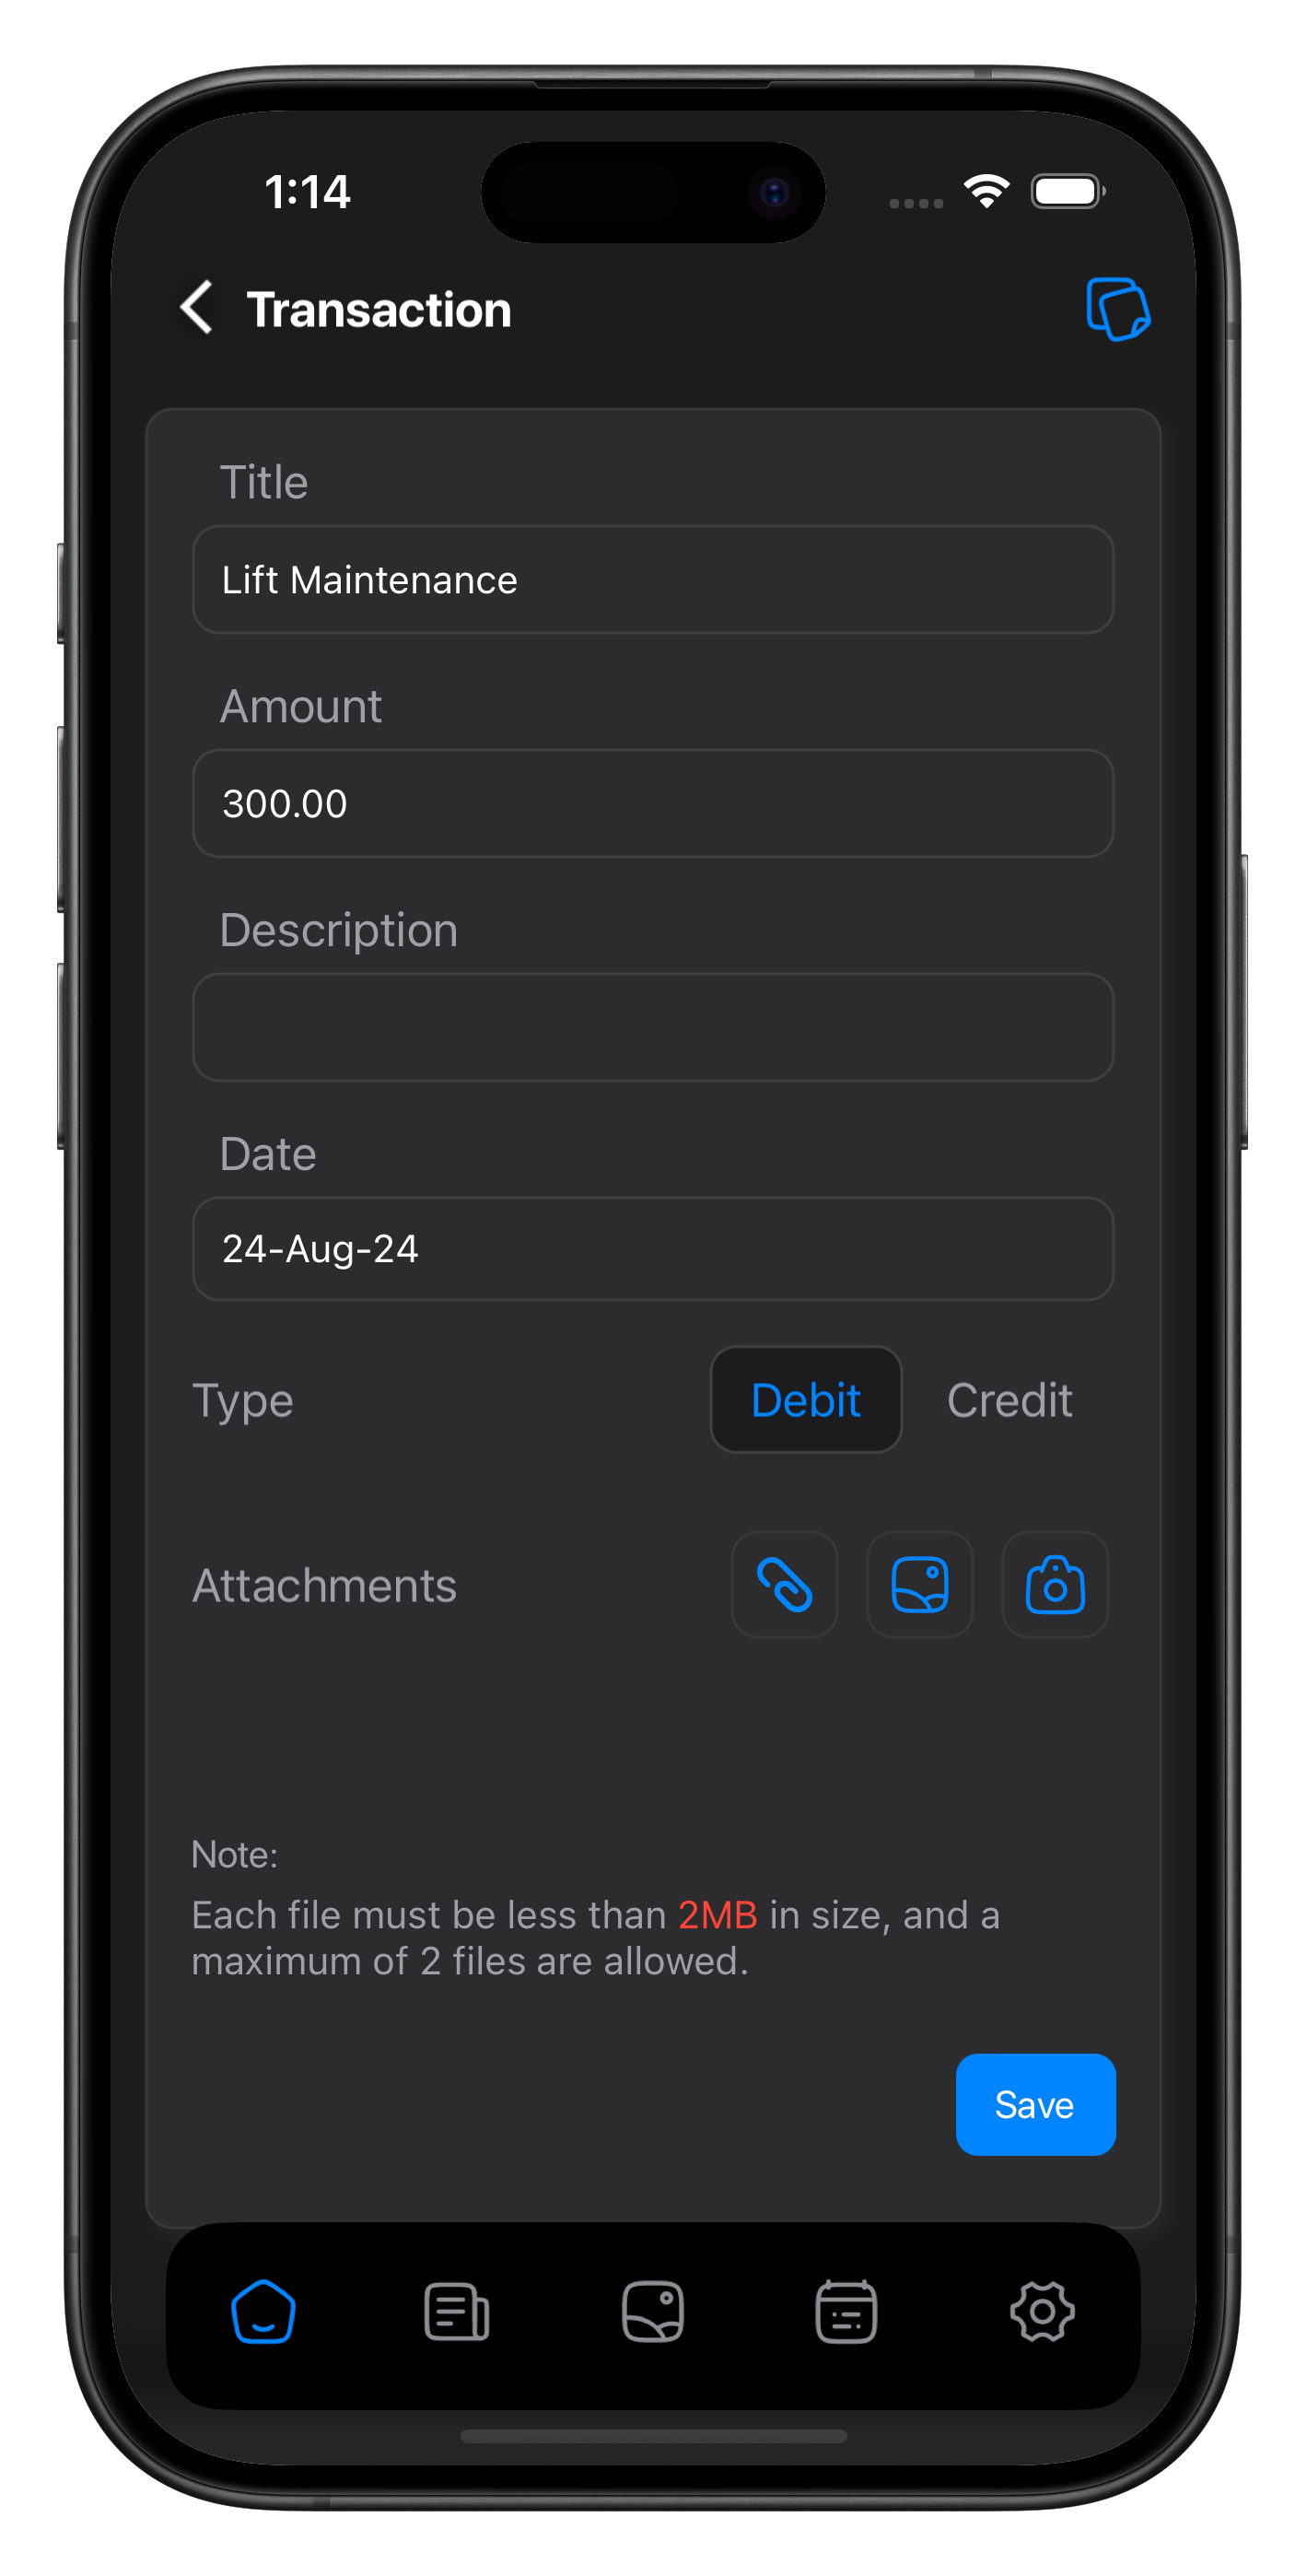 1:14
Transaction
Title
Lift Maintenance
Amount
300.00
Description
Date
24-Aug-24
Type
Debit
Credit
Attachments
Note:
Each file must be less than 2MB in size, and a
maximum of 2 files are allowed.
Save